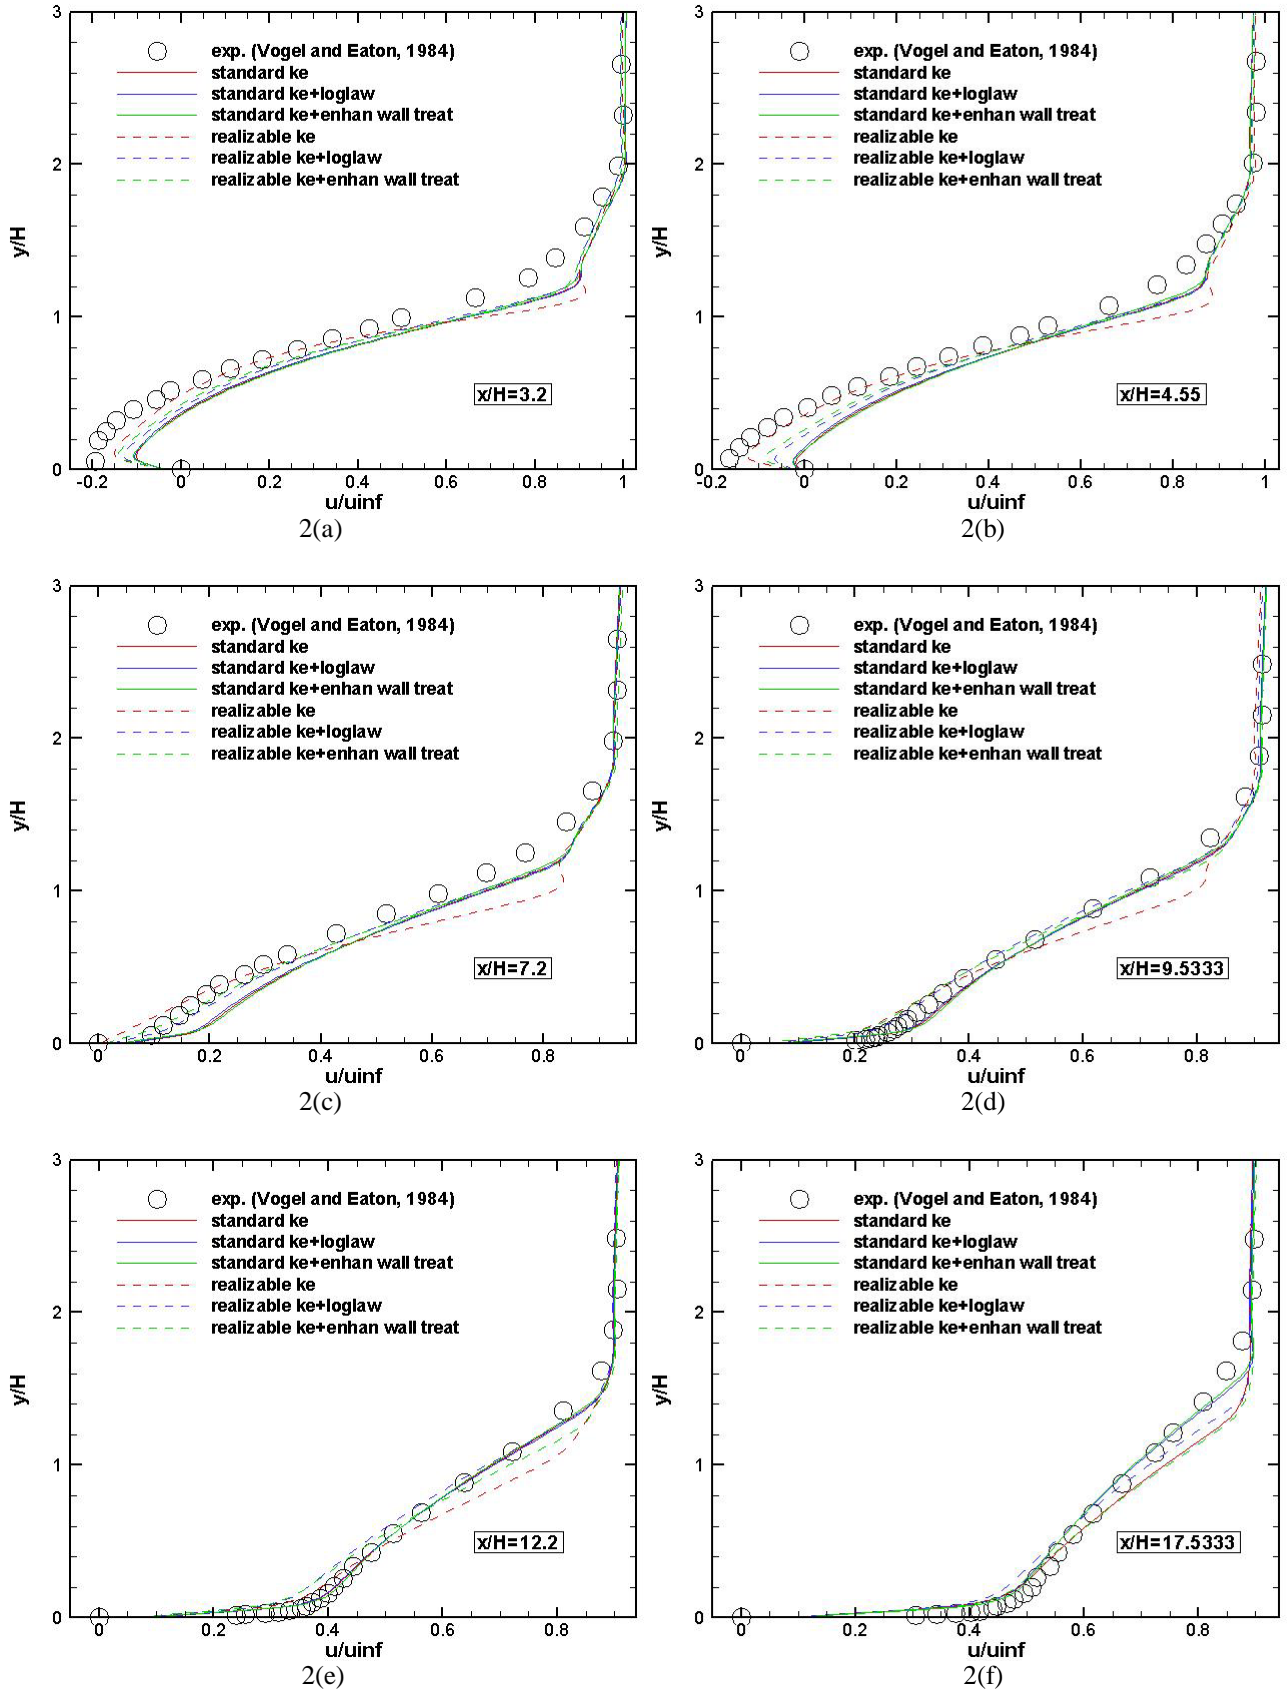 3
exp. (Vogel and Eaton, 1984)
standard ke
standard ke+loglaw
standard ke+enhan wall treat
realizable ke
realizable ke+loglaw
realizable ke+enhan wall treat
2
y/H
1
x/H=3.2
0
-0.2 0 0.2 0.4 0.6 0.8 1
u/uinf
2(a)
3
exp. (Vogel and Eaton, 1984)
standard ke
standard ke+loglaw
standard ke+enhan wall treat
realizable ke
realizable ke+loglaw
realizable ke+enhan wall treat
2
y/H
1
x/H=4.55
0
-0.2 0 0.2 0.4 0.6 0.8 1
u/uinf
2(b)
3
exp. (Vogel and Eaton, 1984)
standard ke
standard ke+loglaw
standard ke+enhan wall treat
realizable ke
realizable ke+loglaw
realizable ke+enhan wall treat
2
y/H
1
x/H=7.2
0
0 0.2 0.4 0.6 0.8
u/uinf
2(c)
3
exp. (Vogel and Eaton, 1984)
standard ke
standard ke+loglaw
standard ke+enhan wall treat
realizable ke
realizable ke+loglaw
realizable ke+enhan wall treat
2
y/H
1
x/H=9.5333
0
0 0.2 0.4 0.6 0.8
u/uinf
2(d)
3
exp. (Vogel and Eaton, 1984)
standard ke
standard ke+loglaw
standard ke+enhan wall treat
realizable ke
realizable ke+loglaw
realizable ke+enhan wall treat
2
y/H
1
x/H=12.2
0
0 0.2 0.4 0.6 0.8
u/uinf
2(e)
3
exp. (Vogel and Eaton, 1984)
standard ke
standard ke+loglaw
standard ke+enhan wall treat
realizable ke
realizable ke+loglaw
realizable ke+enhan wall treat
2
y/H
1
x/H=17.5333
0
0 0.2 0.4 0.6 0.8
u/uinf
2(f)